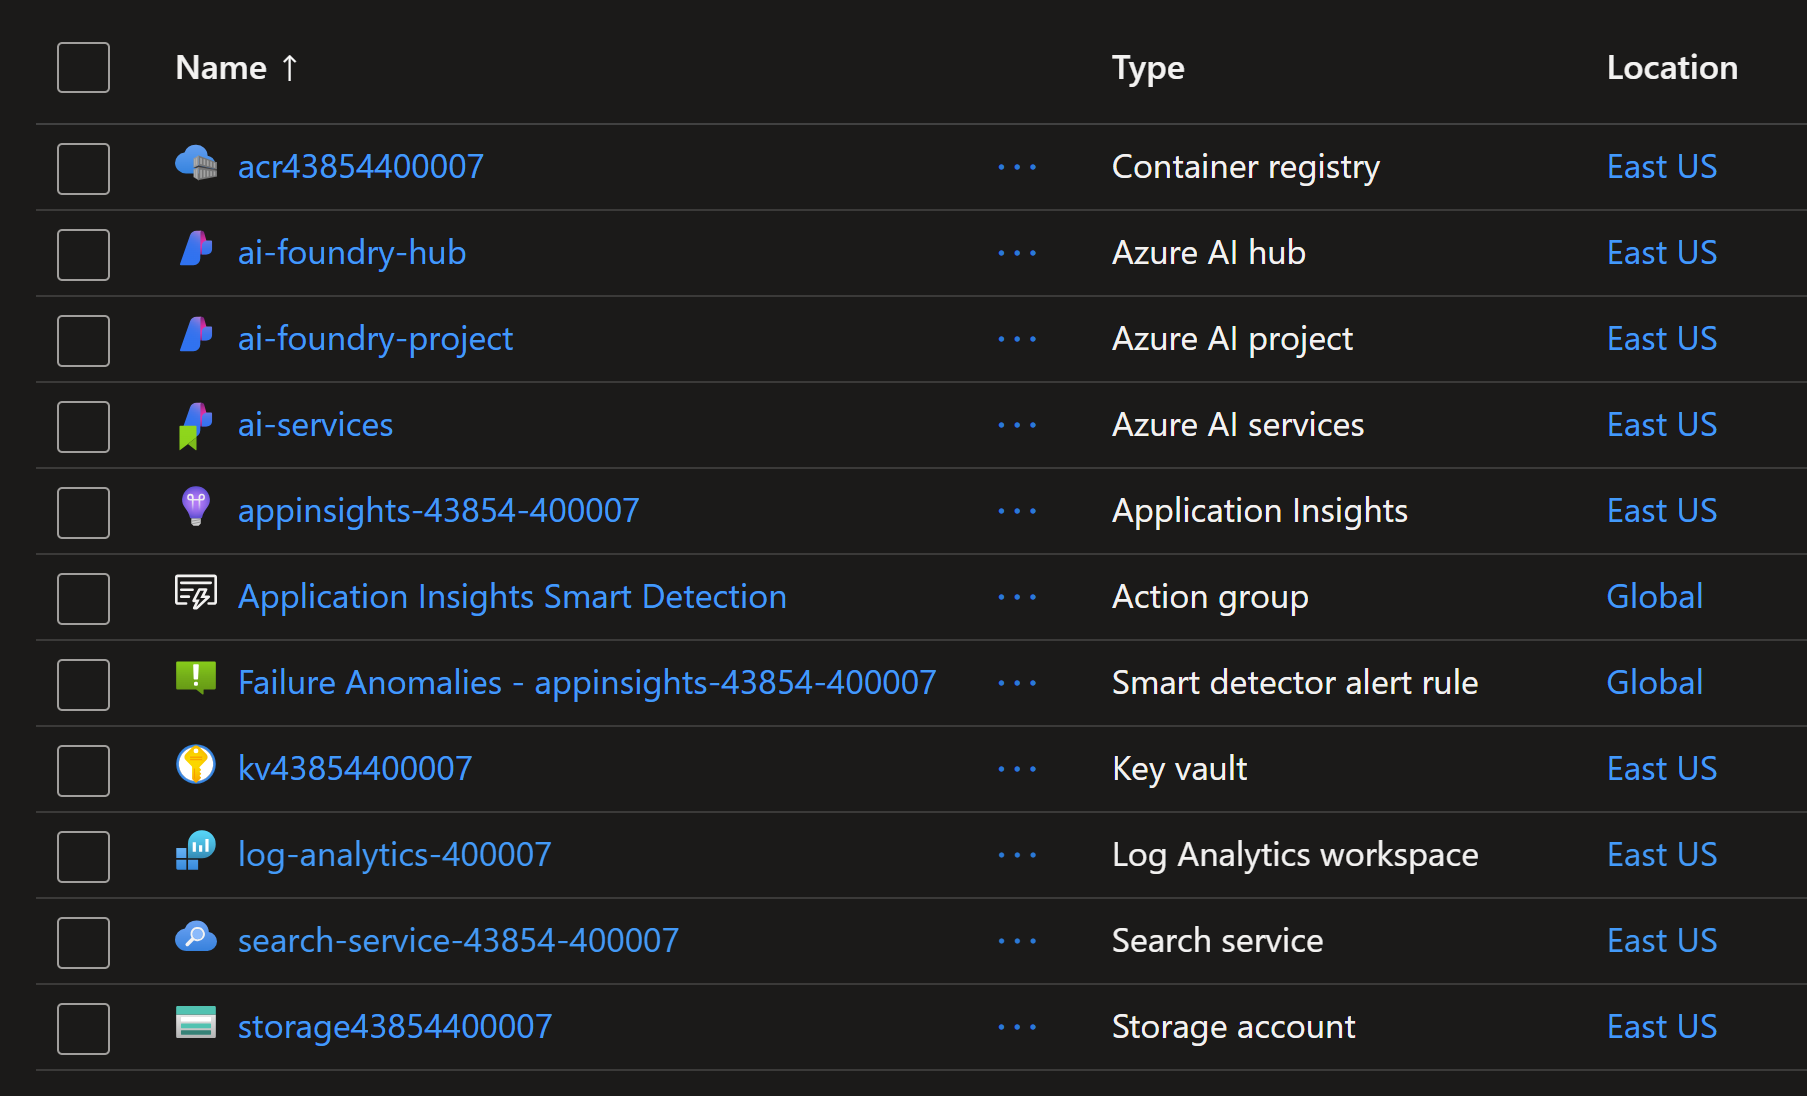 Name ↑ Type Location
acr43854400007 ··· Container registry East US
ai-foundry-hub ··· Azure AI hub East US
ai-foundry-project ··· Azure AI project East US
ai-services ··· Azure AI services East US
appinsights-43854-400007 ··· Application Insights East US
Application Insights Smart Detection ··· Action group Global
Failure Anomalies - appinsights-43854-400007 ··· Smart detector alert rule Global
kv43854400007 ··· Key vault East US
log-analytics-400007 ··· Log Analytics workspace East US
search-service-43854-400007 ··· Search service East US
storage43854400007 ··· Storage account East US